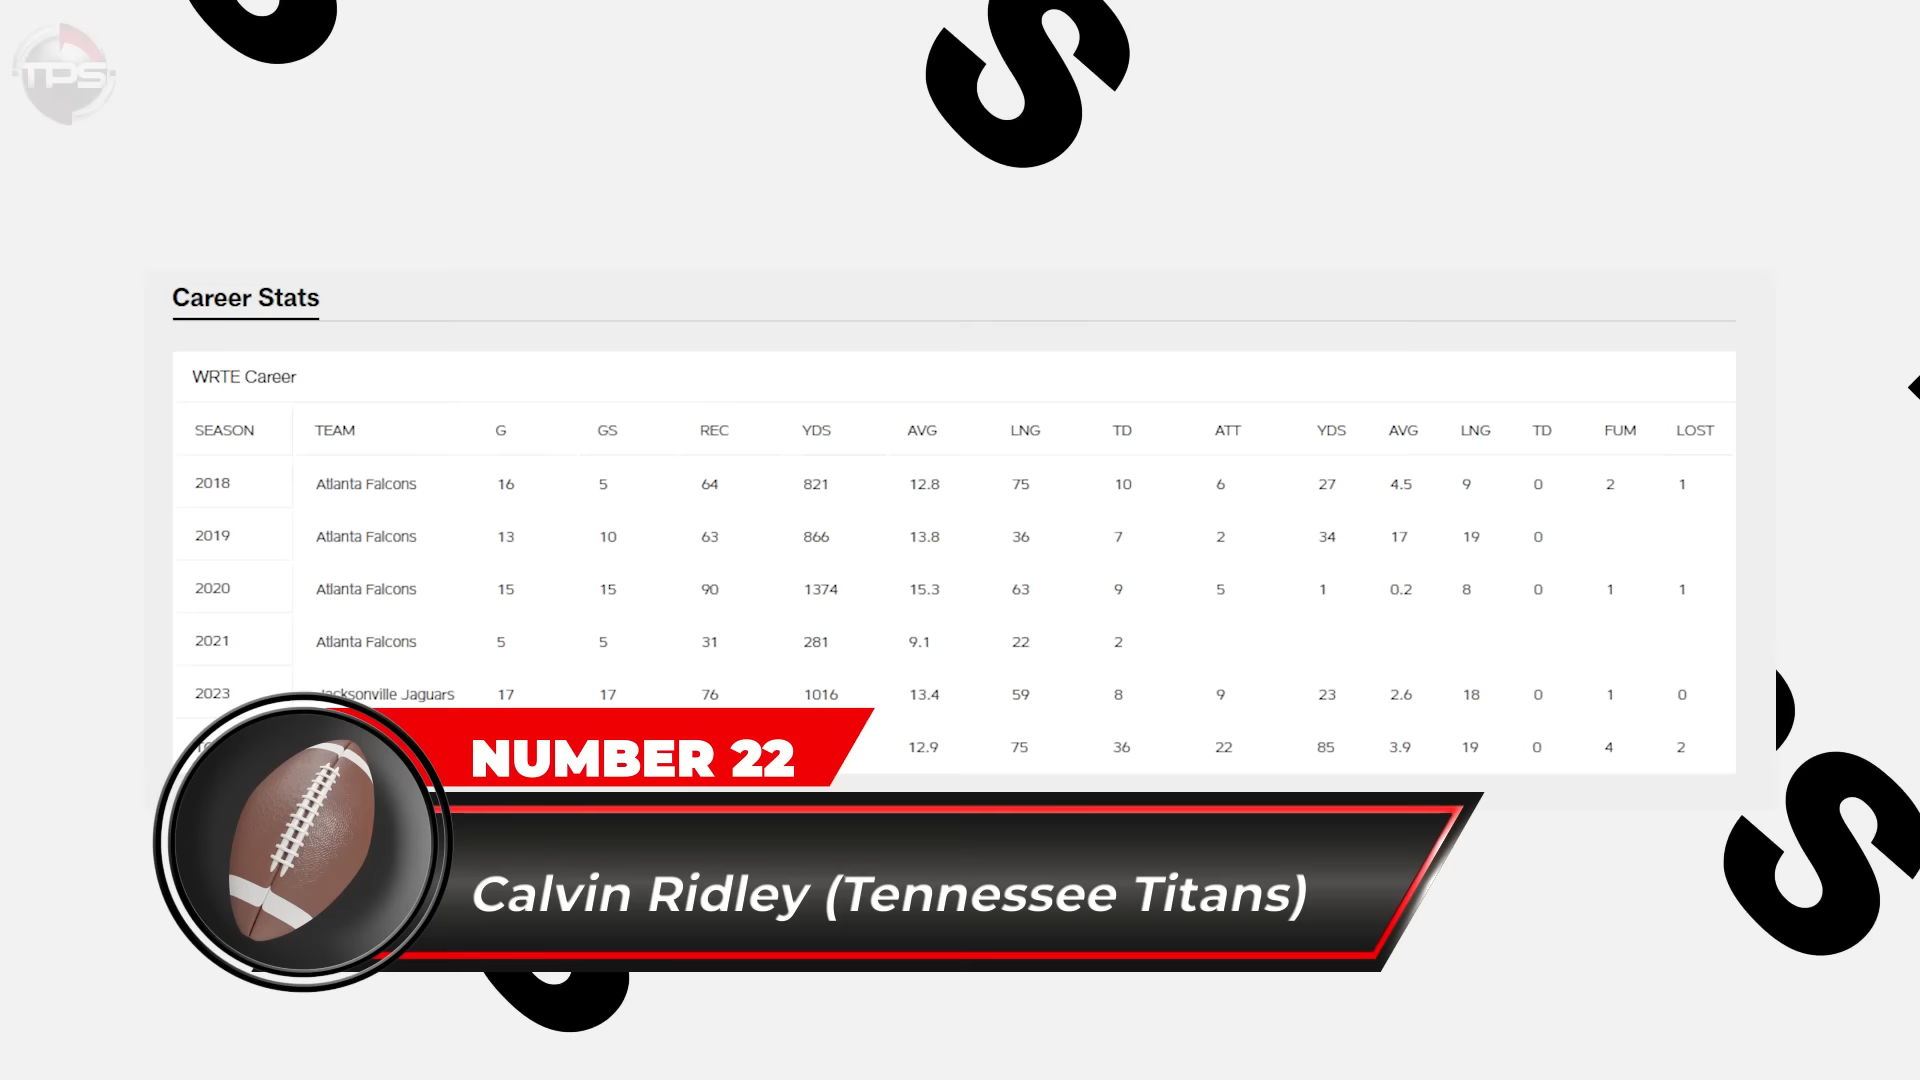 TPS
S
Career Stats
WRTE Career
SEASON TEAM G GS REC YDS AVG LNG TD ATT YDS AVG LNG TD FUM LOST
2018 Atlanta Falcons 16 5 64 821 12.8 75 10 6 27 4.5 9 0 2 1
2019 Atlanta Falcons 13 10 63 866 13.8 36 7 2 34 17 19 0
2020 Atlanta Falcons 15 15 90 1374 15.3 63 9 5 1 0.2 8 0 1 1
2021 Atlanta Falcons 5 5 31 281 9.1 22 2
2023 Jacksonville Jaguars 17 17 76 1016 13.4 59 8 9 23 2.6 18 0 1 0
12.9 75 36 22 85 3.9 19 0 4 2
NUMBER 22
Calvin Ridley (Tennessee Titans)
S